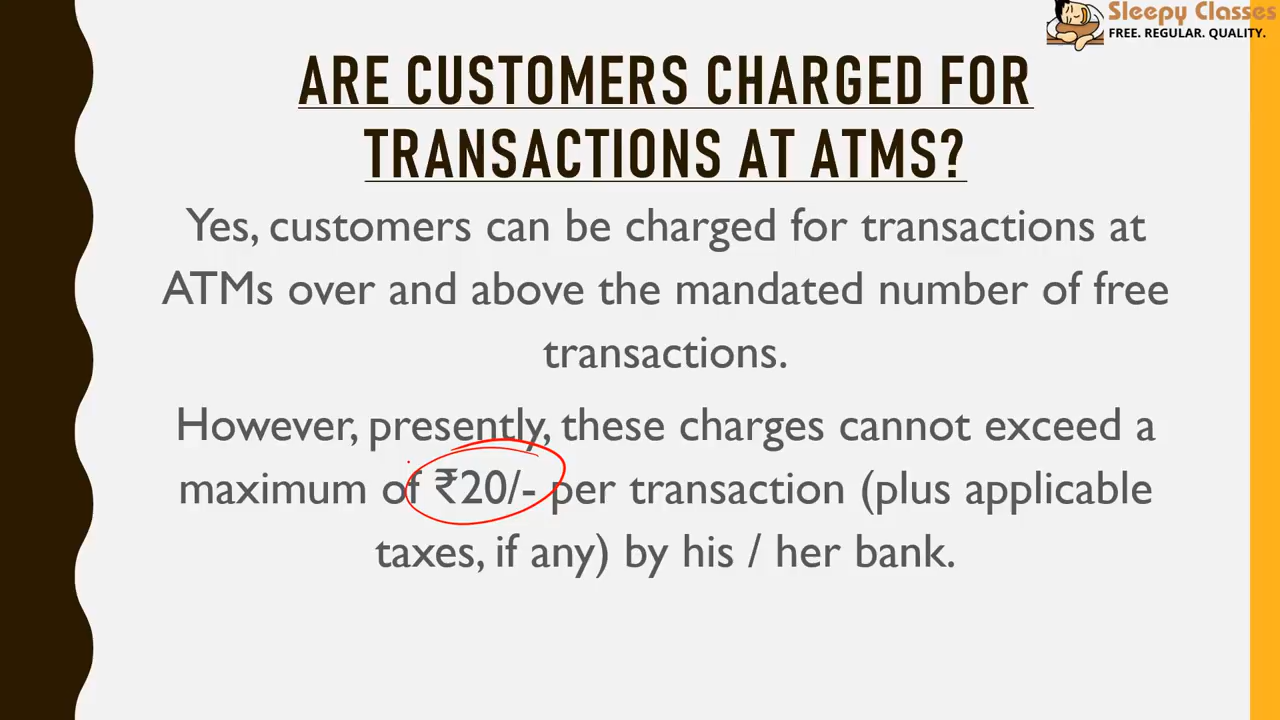 Sleepy Classes
FREE. REGULAR. QUALITY.
ARE CUSTOMERS CHARGED FOR
TRANSACTIONS AT ATMS?
Yes, customers can be charged for transactions at
ATMs over and above the mandated number of free
transactions.
However, presently, these charges cannot exceed a
maximum of ₹20/- per transaction (plus applicable
taxes, if any) by his / her bank.